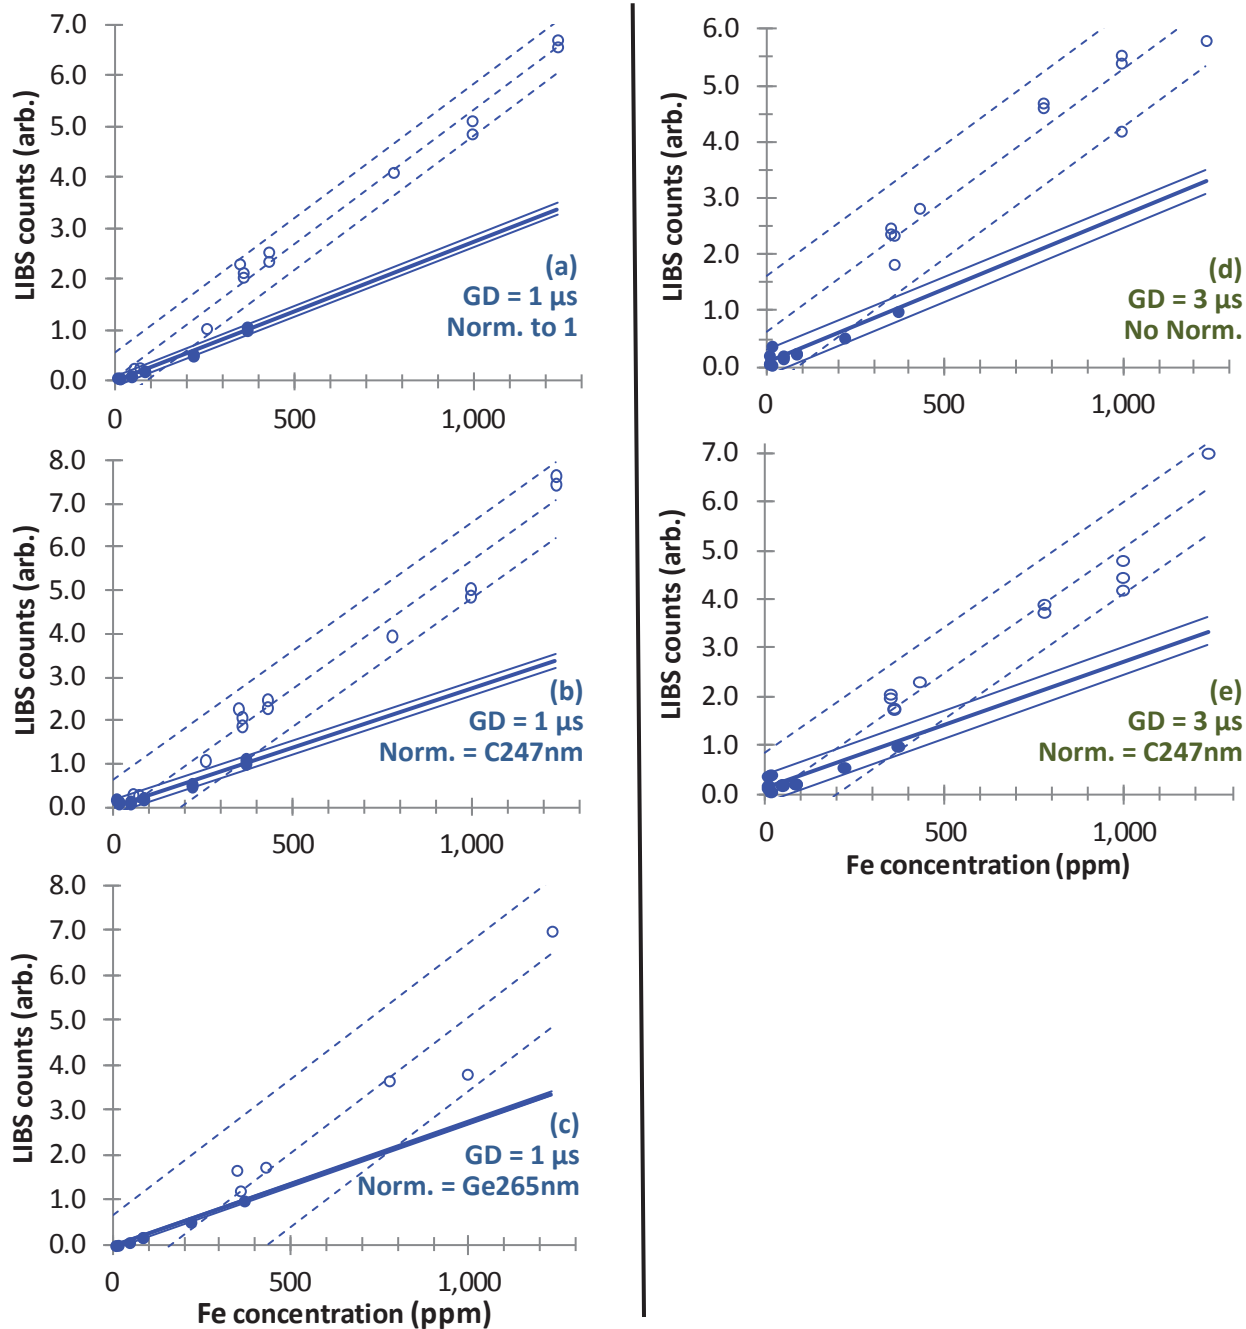 7.0
6.0
5.0
4.0
3.0
2.0
1.0
0.0
LIBS counts (arb.)
(a)
GD = 1 µs
Norm. to 1
0
500
1,000
8.0
7.0
6.0
5.0
4.0
3.0
2.0
1.0
0.0
LIBS counts (arb.)
(b)
GD = 1 µs
Norm. = C247nm
0
500
1,000
8.0
7.0
6.0
5.0
4.0
3.0
2.0
1.0
0.0
LIBS counts (arb.)
(c)
GD = 1 µs
Norm. = Ge265nm
0
500
1,000
Fe concentration (ppm)
6.0
5.0
4.0
3.0
2.0
1.0
0.0
LIBS counts (arb.)
(d)
GD = 3 µs
No Norm.
0
500
1,000
7.0
6.0
5.0
4.0
3.0
2.0
1.0
0.0
LIBS counts (arb.)
(e)
GD = 3 µs
Norm. = C247nm
0
500
1,000
Fe concentration (ppm)